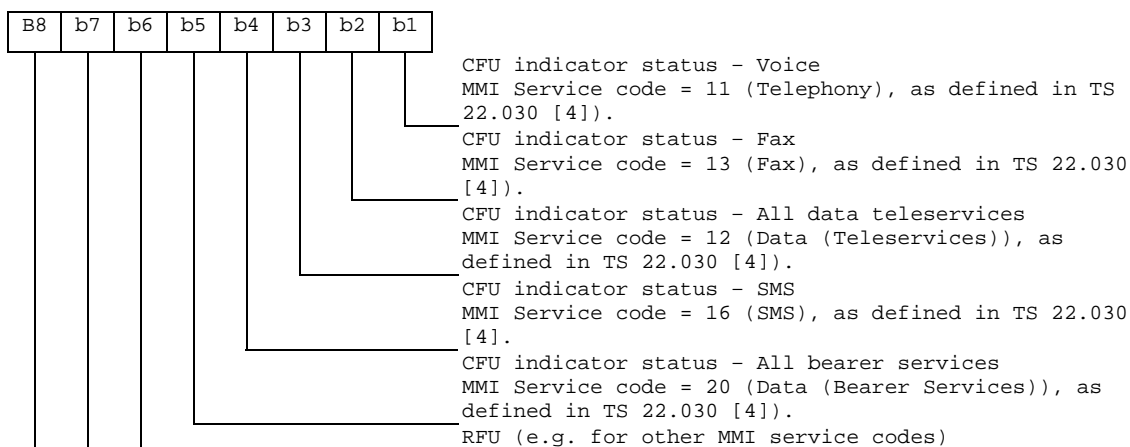 B8 b7 b6 b5 b4 b3 b2 b1
CFU indicator status – Voice
MMI Service code = 11 (Telephony), as defined in TS
22.030 [4]).
CFU indicator status – Fax
MMI Service code = 13 (Fax), as defined in TS 22.030
[4]).
CFU indicator status – All data teleservices
MMI Service code = 12 (Data (Teleservices)), as
defined in TS 22.030 [4]).
CFU indicator status – SMS
MMI Service code = 16 (SMS), as defined in TS 22.030
[4].
CFU indicator status – All bearer services
MMI Service code = 20 (Data (Bearer Services)), as
defined in TS 22.030 [4]).
RFU (e.g. for other MMI service codes)